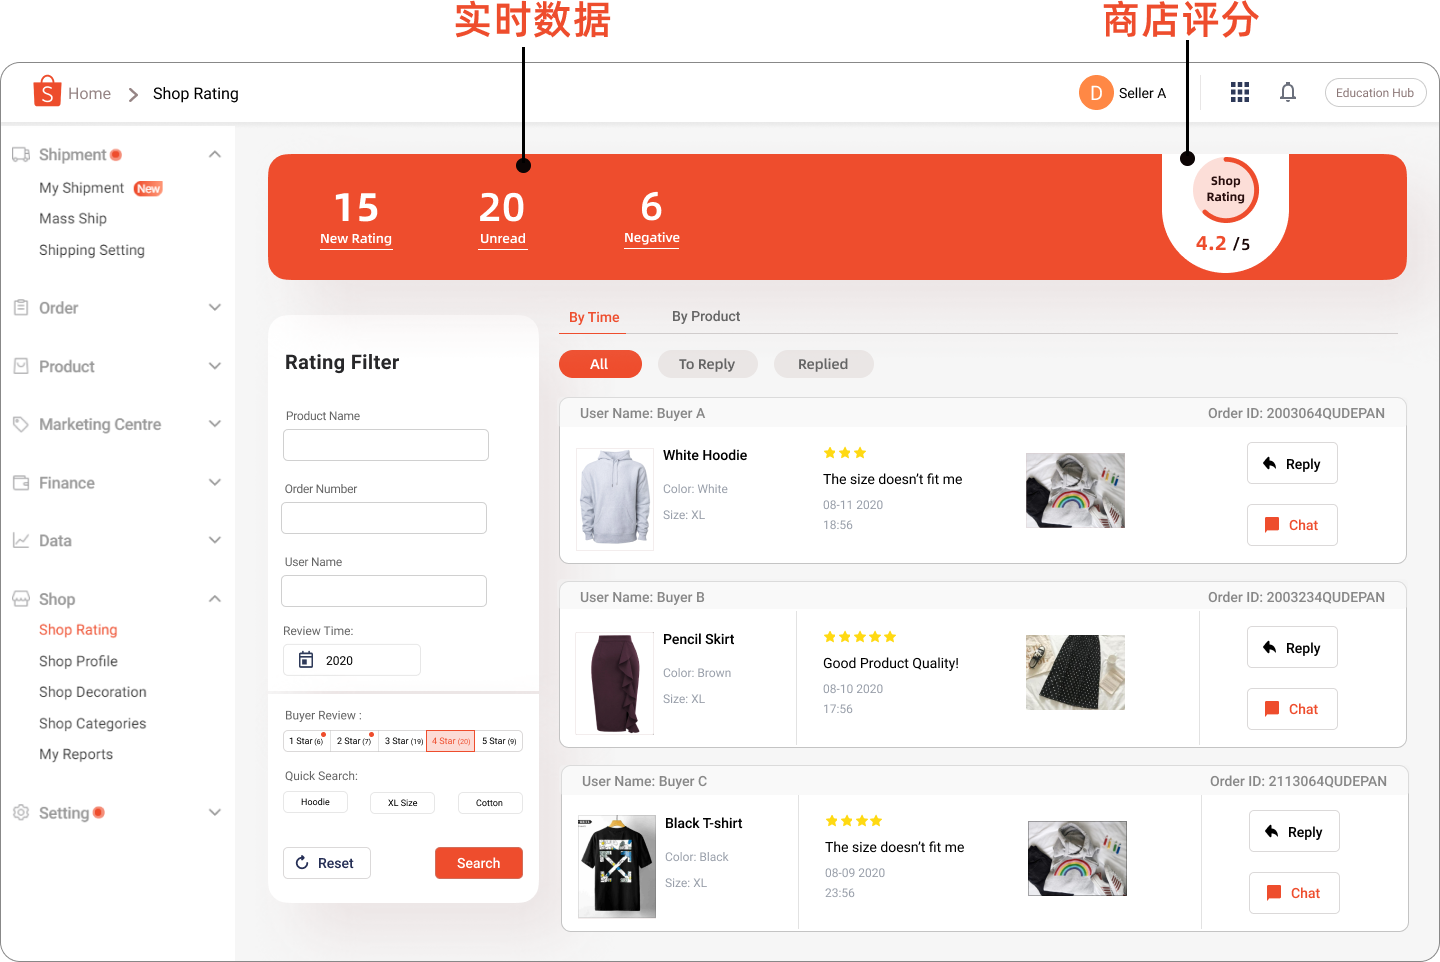 实时数据
商店评分
S
Home
Shop Rating
D
Seller A
Education Hub
Shipment
My Shipment New
Mass Ship
Shipping Setting
Order
Product
Marketing Centre
Finance
Data
Shop
Shop Rating
Shop Profile
Shop Decoration
Shop Categories
My Reports
Setting
15
New Rating
20
Unread
6
Negative
Shop
Rating
4.2 /5
Rating Filter
Product Name
Order Number
User Name
Review Time:
2020
Buyer Review :
1 Star (6) 2 Star (7) 3 Star (19) 4 Star (20) 5 Star (9)
Quick Search:
Hoodie XL Size Cotton
Reset Search
By Time By Product
All To Reply Replied
User Name: Buyer A Order ID: 2003064QUDEPAN
White Hoodie
Color: White
Size: XL
The size doesn't fit me
08-11 2020
18:56
Reply
Chat
User Name: Buyer B Order ID: 2003234QUDEPAN
Pencil Skirt
Color: Brown
Size: XL
Good Product Quality!
08-10 2020
17:56
Reply
Chat
User Name: Buyer C Order ID: 2113064QUDEPAN
Black T-shirt
Color: Black
Size: XL
The size doesn't fit me
08-09 2020
23:56
Reply
Chat